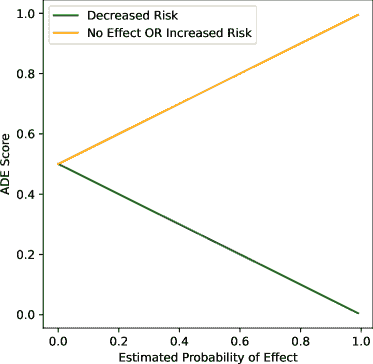 Decreased Risk
No Effect OR Increased Risk
1.0
0.8
0.6
0.4
0.2
0.0
ADE Score
0.0 0.2 0.4 0.6 0.8 1.0
Estimated Probability of Effect